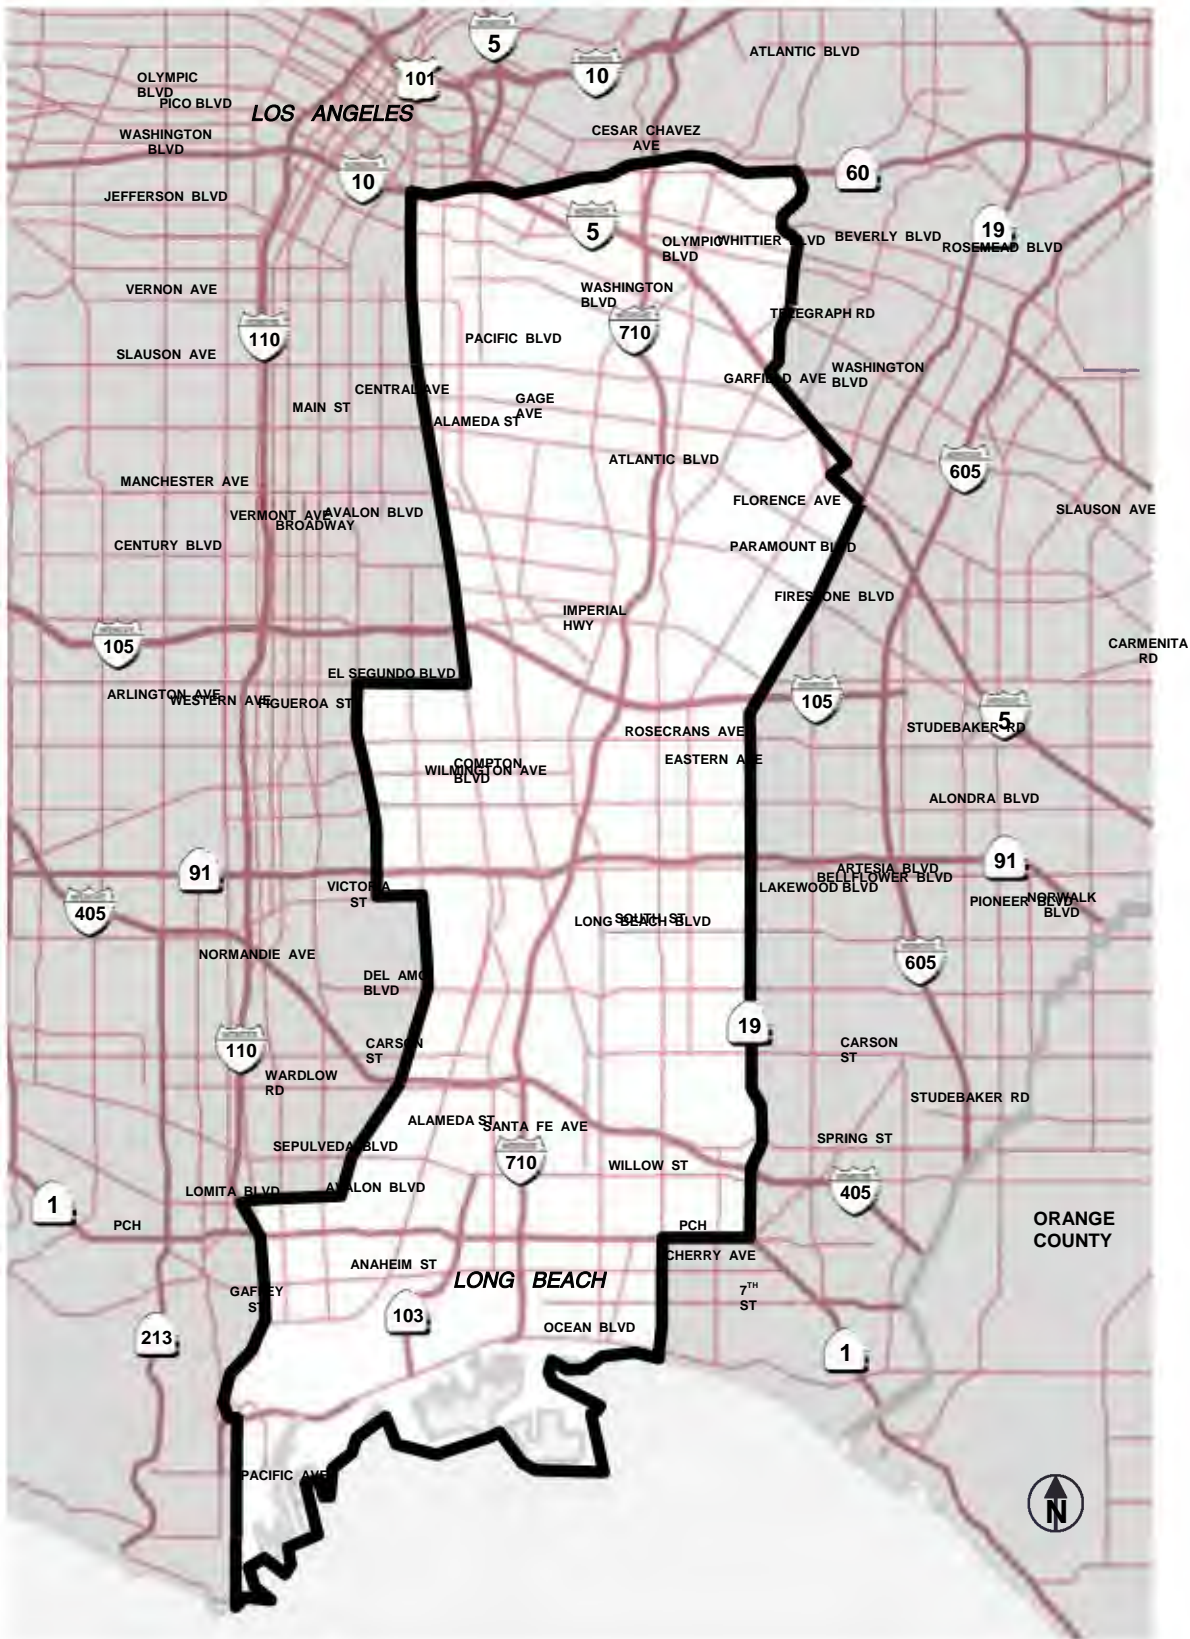 5
ATLANTIC BLVD
101
10
OLYMPIC
BLVD
PICO BLVD
LOS ANGELES
WASHINGTON
BLVD
CESAR CHAVEZ
AVE
60
10
JEFFERSON BLVD
5
19
OLYMPIC
BLVD
WHITTIER BLVD
BEVERLY BLVD
ROSEMEAD BLVD
VERNON AVE
WASHINGTON
BLVD
TELEGRAPH RD
110
710
PACIFIC BLVD
SLAUSON AVE
GARFIELD AVE
WASHINGTON
BLVD
CENTRAL AVE
MAIN ST
GAGE
AVE
ALAMEDA ST
ATLANTIC BLVD
605
MANCHESTER AVE
FLORENCE AVE
SLAUSON AVE
VERMONT AVE
AVALON BLVD
BROADWAY
CENTURY BLVD
PARAMOUNT BLVD
FIRESTONE BLVD
IMPERIAL
HWY
105
CARMENITA
RD
EL SEGUNDO BLVD
ARLINGTON AVE
WESTERN AVE
FIGUEROA ST
105
5
STUDEBAKER RD
ROSECRANS AVE
EASTERN AVE
COMPTON
BLVD
WILMINGTON AVE
ALONDRA BLVD
91
91
ARTESIA BLVD
BELLFLOWER BLVD
LAKEWOOD BLVD
VICTORIA
ST
PIONEER BLVD
NORWALK
BLVD
405
SOUTH ST
LONG BEACH BLVD
NORMANDIE AVE
605
DEL AMO
BLVD
19
110
CARSON
ST
CARSON
ST
WARDLOW
RD
STUDEBAKER RD
ALAMEDA ST
SANTA FE AVE
SEPULVEDA BLVD
SPRING ST
710
WILLOW ST
LOMITA BLVD
AVALON BLVD
405
1
PCH
PCH
ORANGE
COUNTY
CHERRY AVE
ANAHEIM ST
LONG BEACH
GAFFEY
ST
7TH
ST
103
OCEAN BLVD
213
1
PACIFIC AVE
N